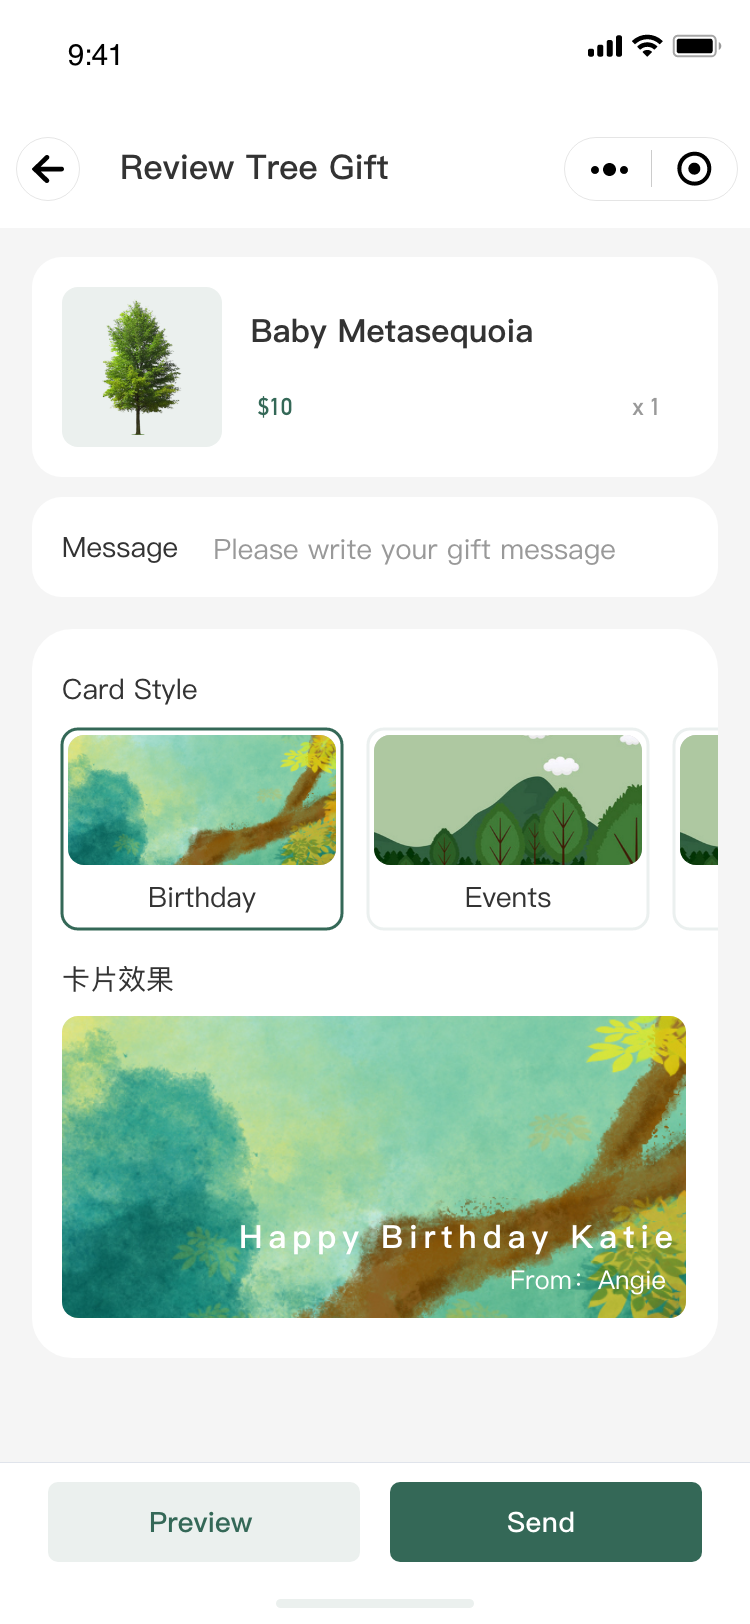 9:41
Review Tree Gift
Baby Metasequoia
$10
x 1
Message
Please write your gift message
Card Style
Birthday
Events
卡片效果
Happy Birthday Katie
From：Angie
Preview
Send